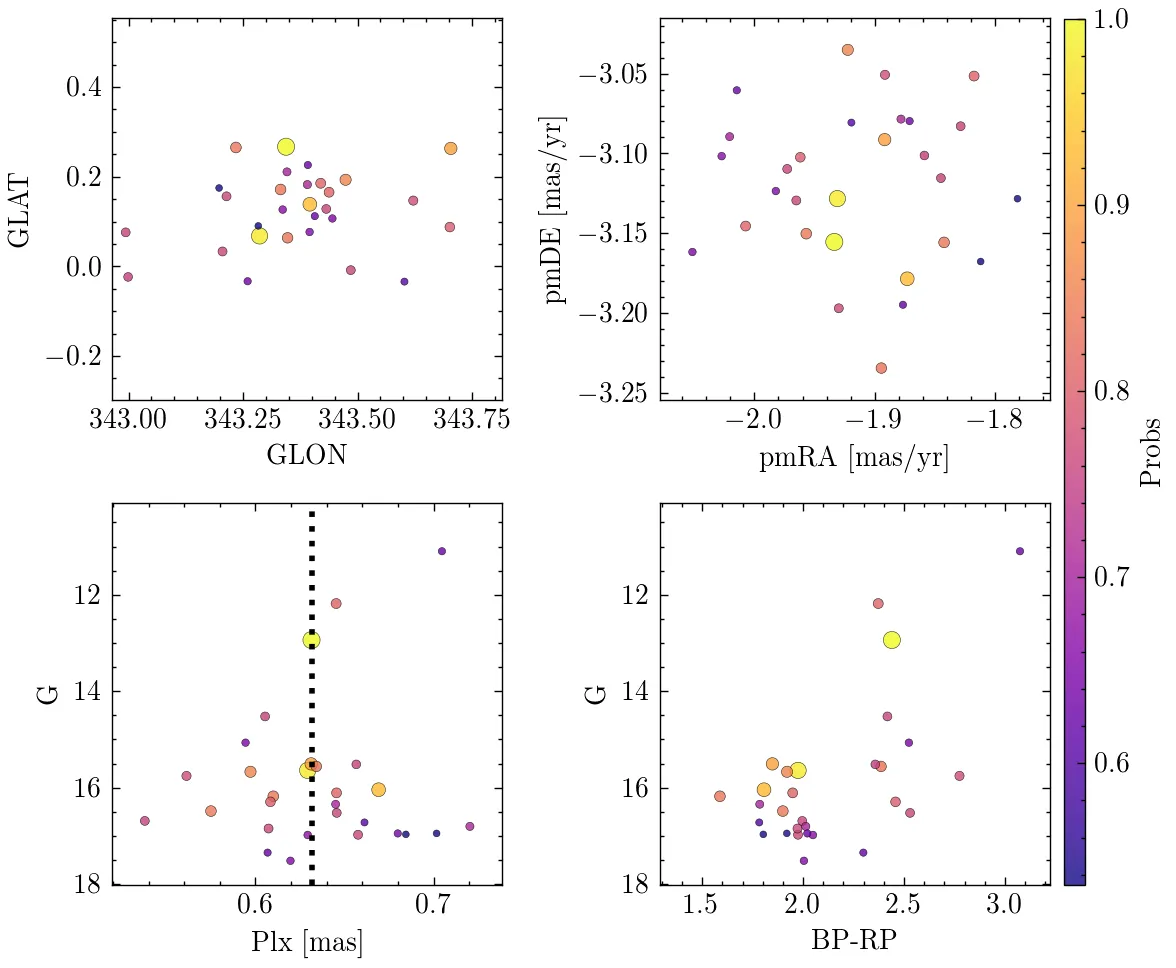 0.4
0.2
0.0
−0.2
GLAT
343.00 343.25 343.50 343.75
GLON
−3.05
−3.10
−3.15
−3.20
−3.25
pmDE [mas/yr]
−2.0 −1.9 −1.8
pmRA [mas/yr]
12
14
16
18
G
0.6 0.7
Plx [mas]
12
14
16
18
G
1.5 2.0 2.5 3.0
BP-RP
1.0
0.9
0.8
0.7
0.6
Probs